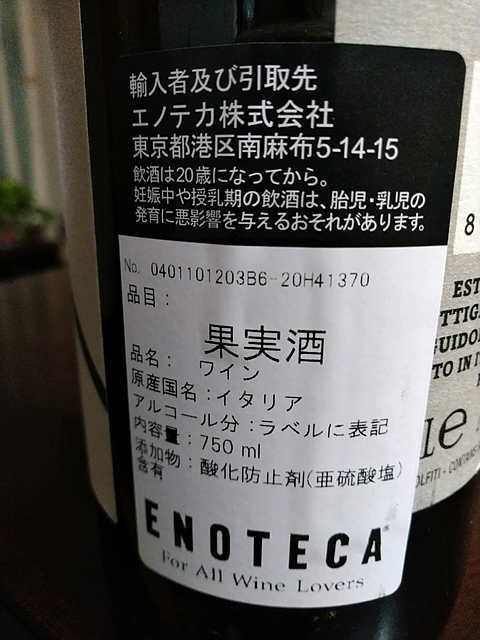 輸入者及び引取先
エノテカ株式会社
東京都港区南麻布5-14-15
飲酒は20歳になってから。
妊娠中や授乳期の飲酒は、胎児・乳児の
発育に悪影響を与えるおそれがあります。
No. 0401101203B6-20H41370
品目：
果実酒
品名： ワイン
原産国名：イタリア
アルコール分：ラベルに表記
内容量：750 ml
添加物：酸化防止剤(亜硫酸塩)
含有
ENOTECA®
For All Wine Lovers
8
EST
TTIG
GUIDO
TO IN